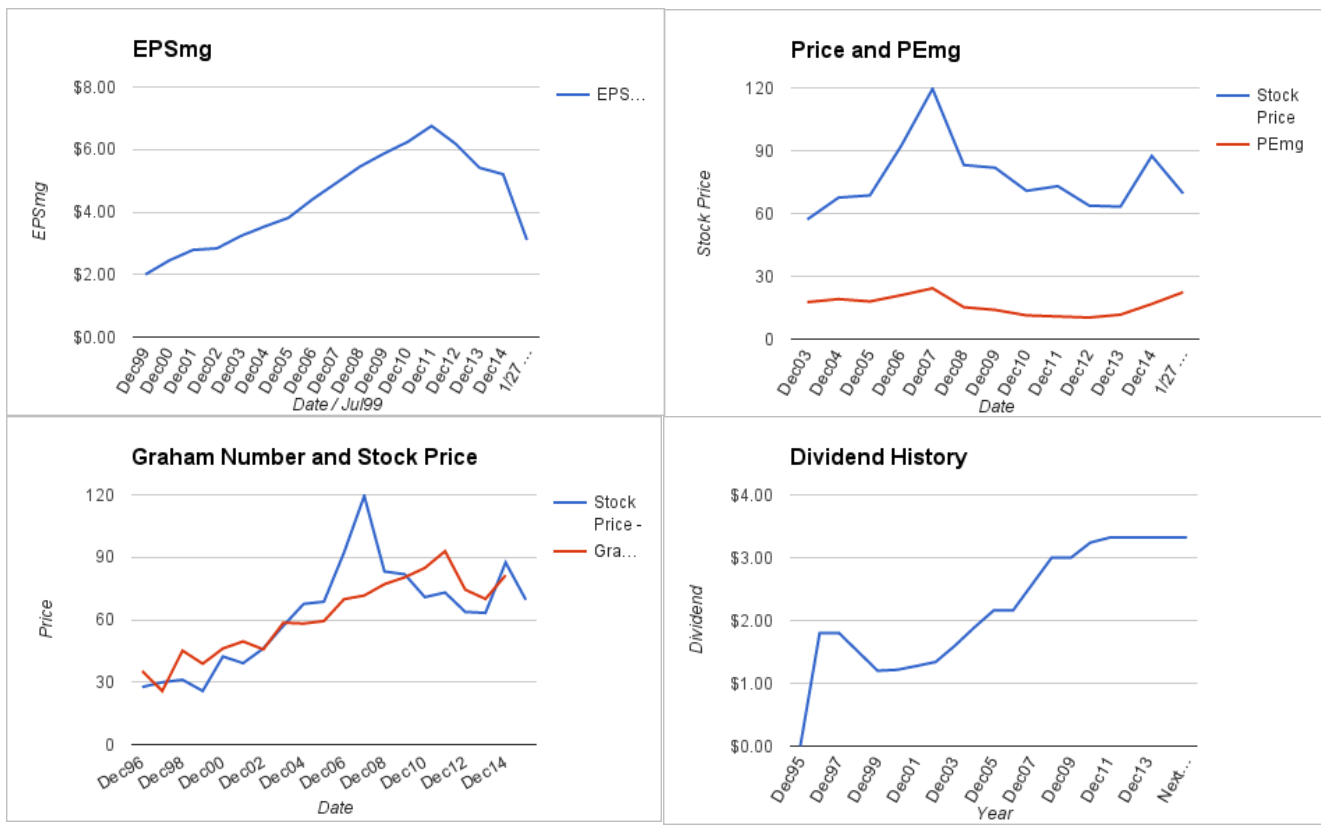 EPSmg
$8.00
$6.00
$4.00
$2.00
$0.00
EPSmg
EPS...
Dec99
Dec00
Dec01
Dec02
Dec03
Dec04
Dec05
Dec06
Dec07
Dec08
Dec09
Dec10
Dec11
Dec12
Dec13
Dec14
1/27 ...
Date / Jul99
Price and PEmg
120
90
60
30
0
Stock Price
Stock
Price
PEmg
Dec03
Dec04
Dec05
Dec06
Dec07
Dec08
Dec09
Dec10
Dec11
Dec12
Dec13
Dec14
1/27 ...
Date
Graham Number and Stock Price
120
90
60
30
0
Price
Stock
Price -
Gra...
Dec96
Dec98
Dec00
Dec02
Dec04
Dec06
Dec08
Dec10
Dec12
Dec14
Date
Dividend History
$4.00
$3.00
$2.00
$1.00
$0.00
Dividend
Dec95
Dec97
Dec99
Dec01
Dec03
Dec05
Dec07
Dec09
Dec11
Dec13
Next...
Year